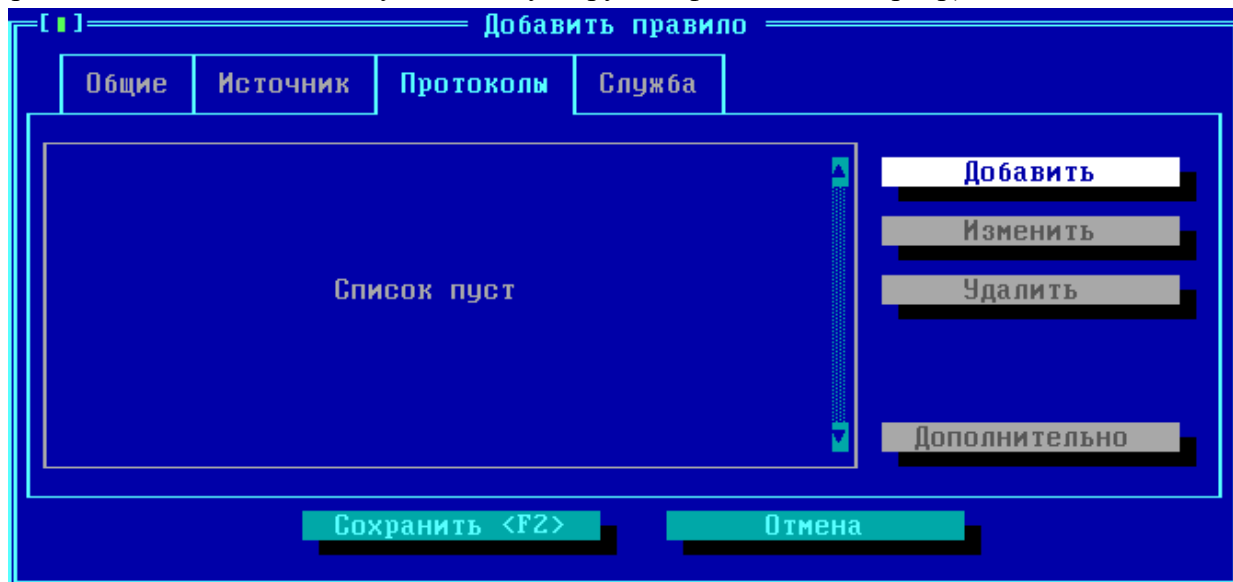 [ ] Добавить правило
Общие Источник Протоколы Служба
Добавить
Изменить
Список пуст
Удалить
Дополнительно
Сохранить <F2> Отмена